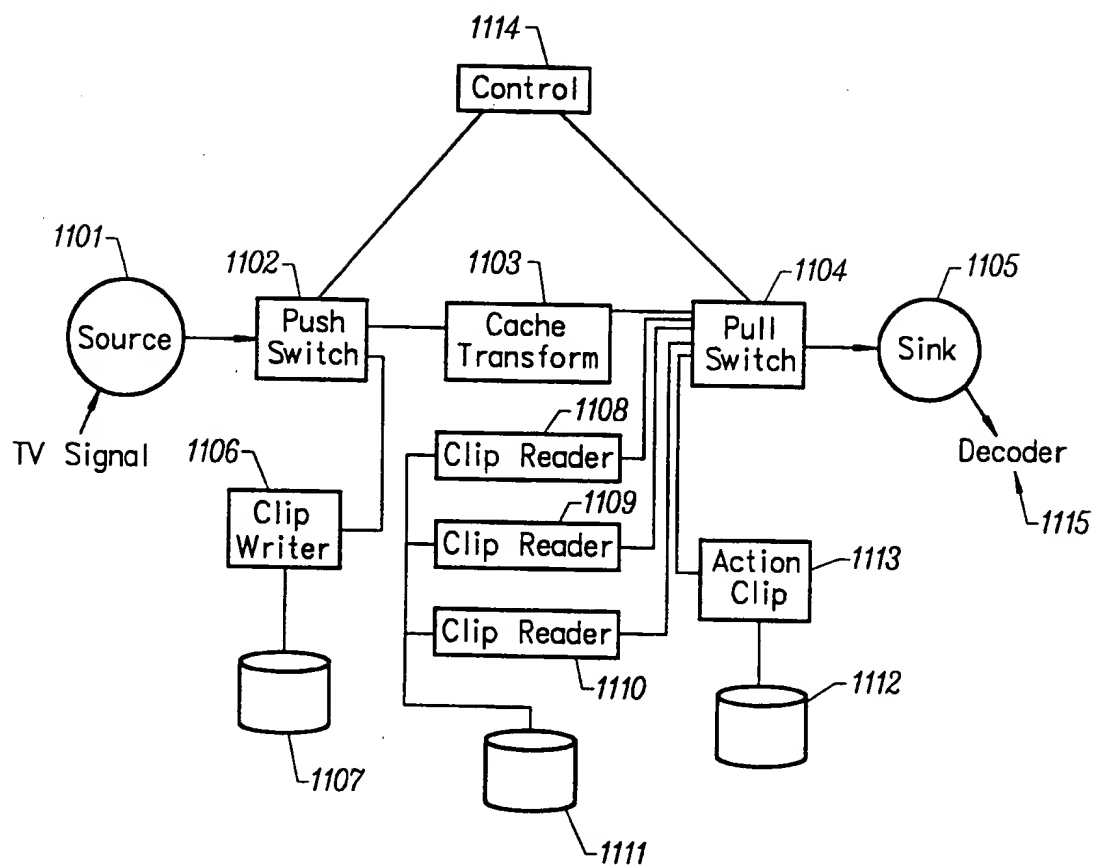 1114
Control
1101
1102
1103
1104
1105
Source
Push
Switch
Cache
Transform
Pull
Switch
Sink
TV Signal
1106
1108
Clip Reader
Decoder
1109
1115
Clip
Writer
Clip Reader
Action
Clip
1113
Clip Reader
1110
1112
1107
1111